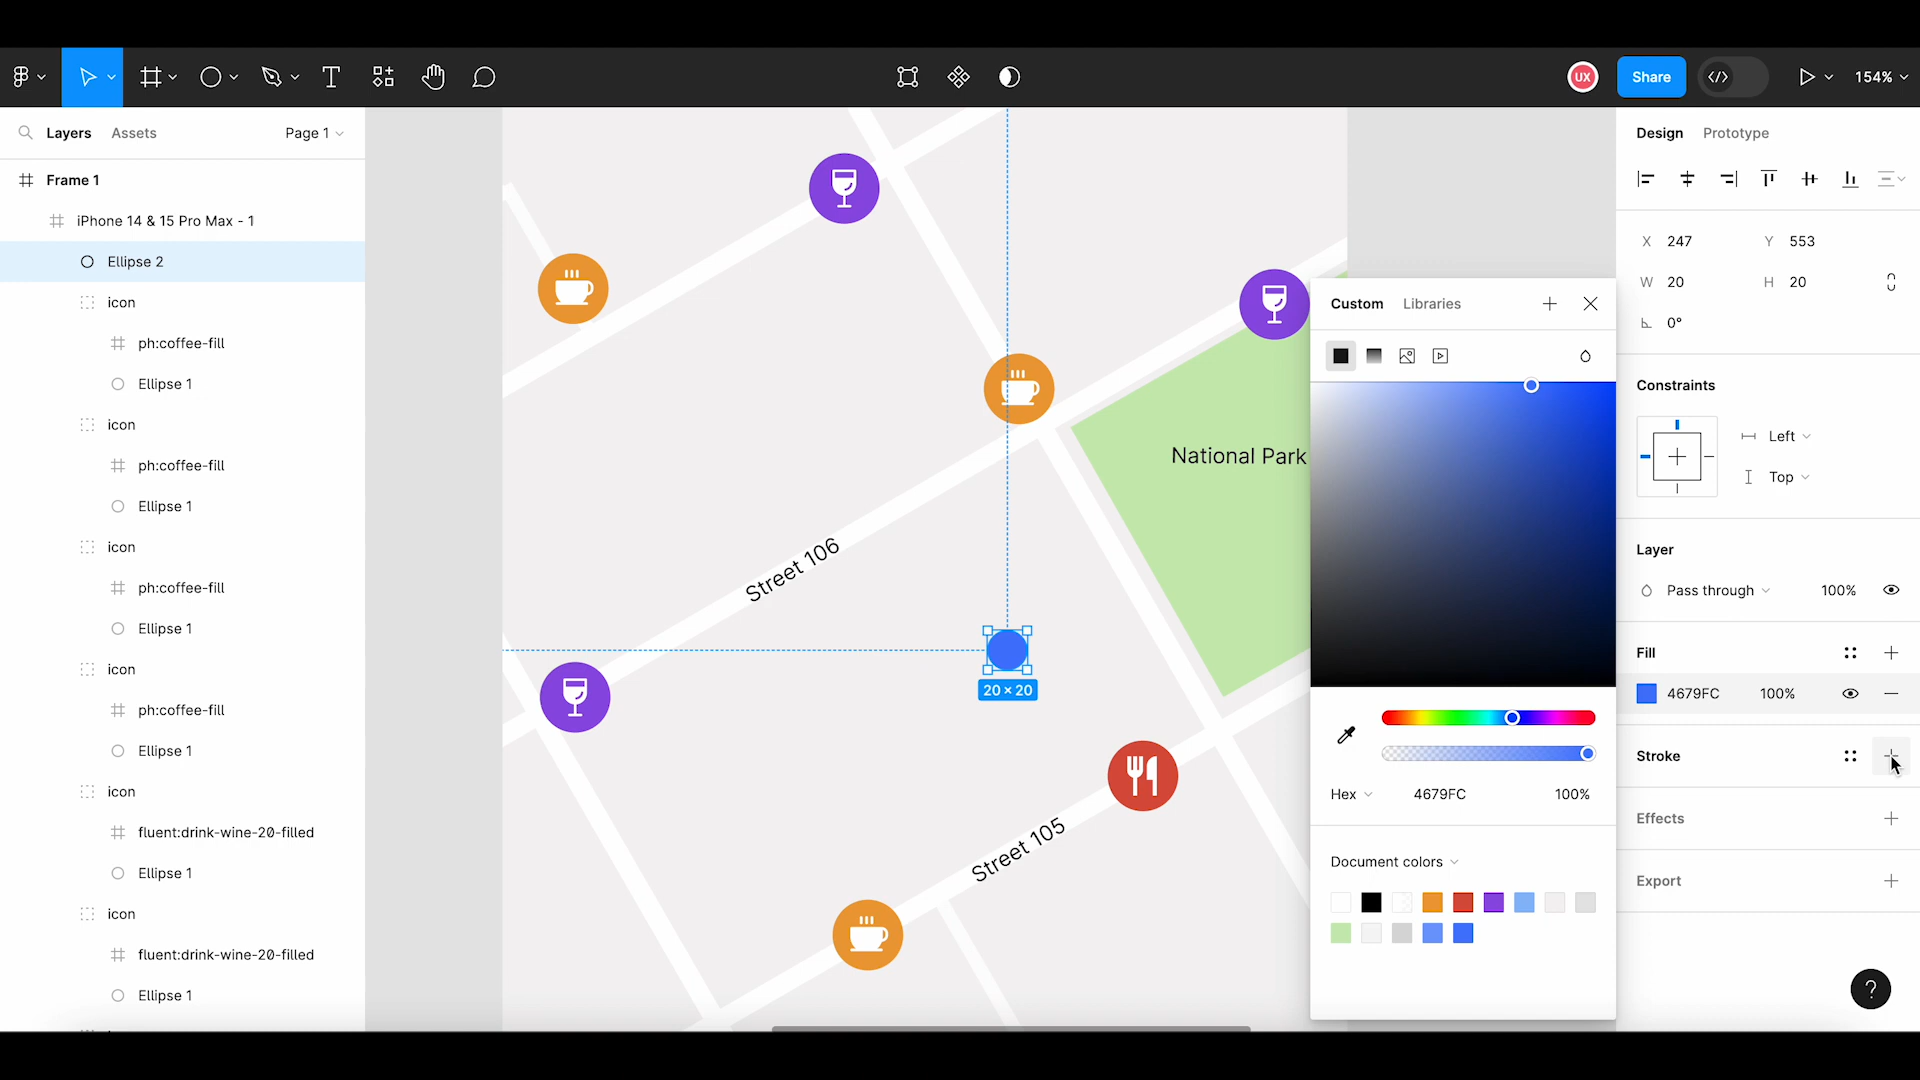 UX
Share
154%
Layers
Assets
Page 1
Design
Prototype
Frame 1
iPhone 14 & 15 Pro Max - 1
Ellipse 2
icon
ph:coffee-fill
Ellipse 1
icon
ph:coffee-fill
Ellipse 1
icon
ph:coffee-fill
Ellipse 1
icon
ph:coffee-fill
Ellipse 1
icon
fluent:drink-wine-20-filled
Ellipse 1
icon
fluent:drink-wine-20-filled
Ellipse 1
National Park
Street 106
20 × 20
Street 105
Custom
Libraries
Hex
4679FC
100%
Document colors
X 247
Y 553
W 20
H 20
0°
Constraints
Left
Top
Layer
Pass through
100%
Fill
4679FC
100%
Stroke
Effects
Export
?